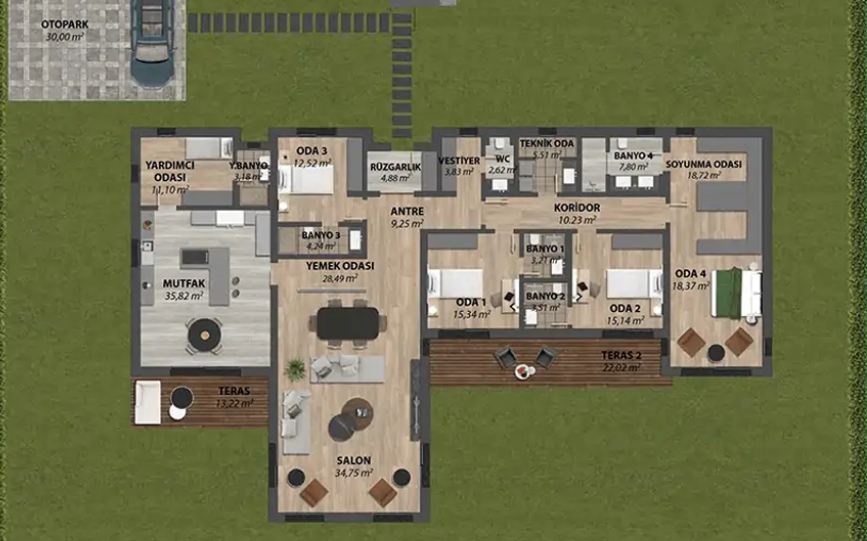 OTOPARK
30,00 m²
YARDIMCI
ODASI
11,10 m²
Y.BANYO
3,18 m²
ODA 3
12,52 m²
RÜZGARLIK
4,88 m²
VESTİYER
3,83 m²
WC
2,62 m²
TEKNİK ODA
5,51 m²
BANYO 4
7,80 m²
SOYUNMA ODASI
18,72 m²
ANTRE
9,25 m²
KORİDOR
10.23 m²
BANYO 3
4,24 m²
YEMEK ODASI
28,49 m²
MUTFAK
35,82 m²
BANYO 1
3,21 m²
BANYO 2
3,51 m²
ODA 1
15,34 m²
ODA 2
15,14 m²
ODA 4
18,37 m²
TERAS
13,22 m²
TERAS 2
22,02 m²
SALON
34,75 m²